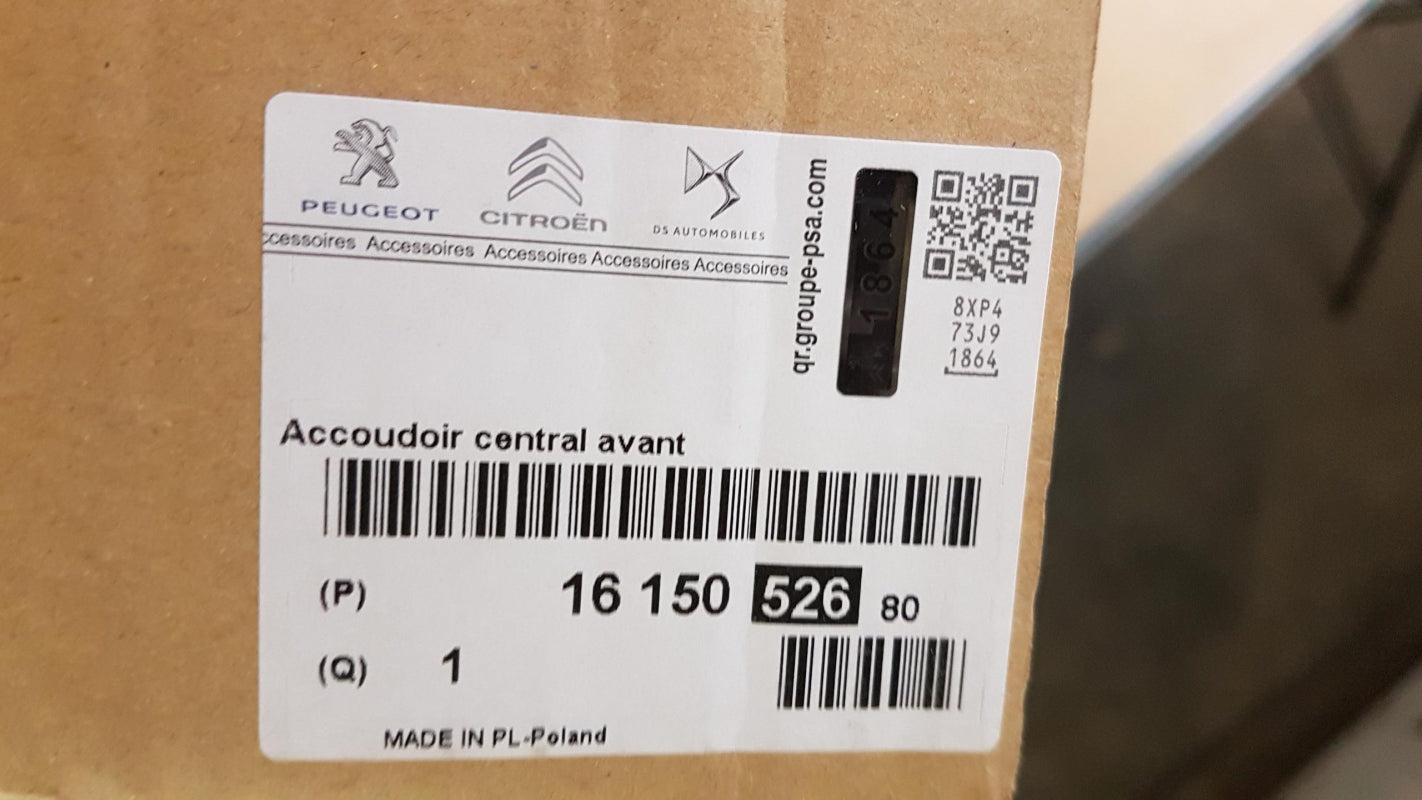 PEUGEOT
CITROËN
DS AUTOMOBILES
ccessoires Accessoires Accessoires Accessoires Accessoires
qr.groupe-psa.com
1864
8XP4
73J9
1864
Accoudoir central avant
(P) 16 150 526 80
(Q) 1
MADE IN PL-Poland